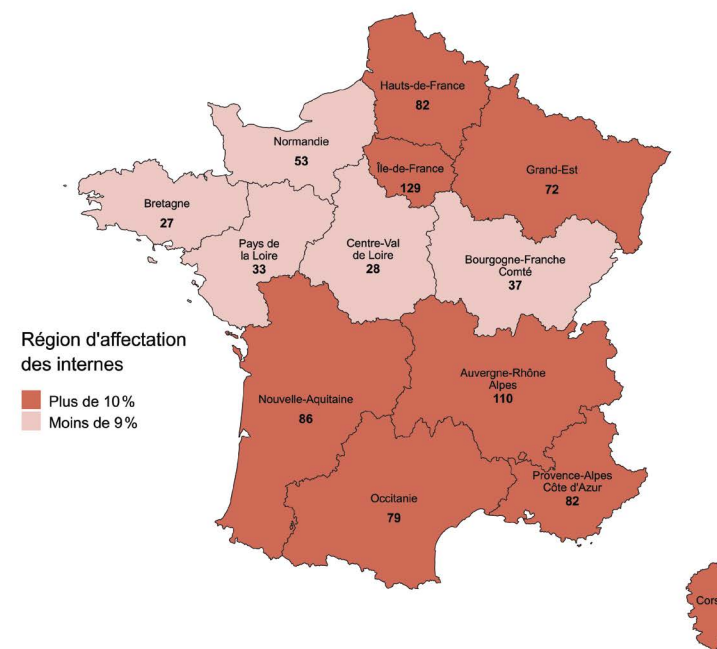 Hauts-de-France
82
Normandie
53
Île-de-France
129
Grand-Est
72
Bretagne
27
Pays de
la Loire
33
Centre-Val
de Loire
28
Bourgogne-Franche
Comté
37
Région d'affectation
des internes
Plus de 10 %
Moins de 9 %
Nouvelle-Aquitaine
86
Auvergne-Rhône
Alpes
110
Occitanie
79
Provence-Alpes
Côte d'Azur
82
Cors